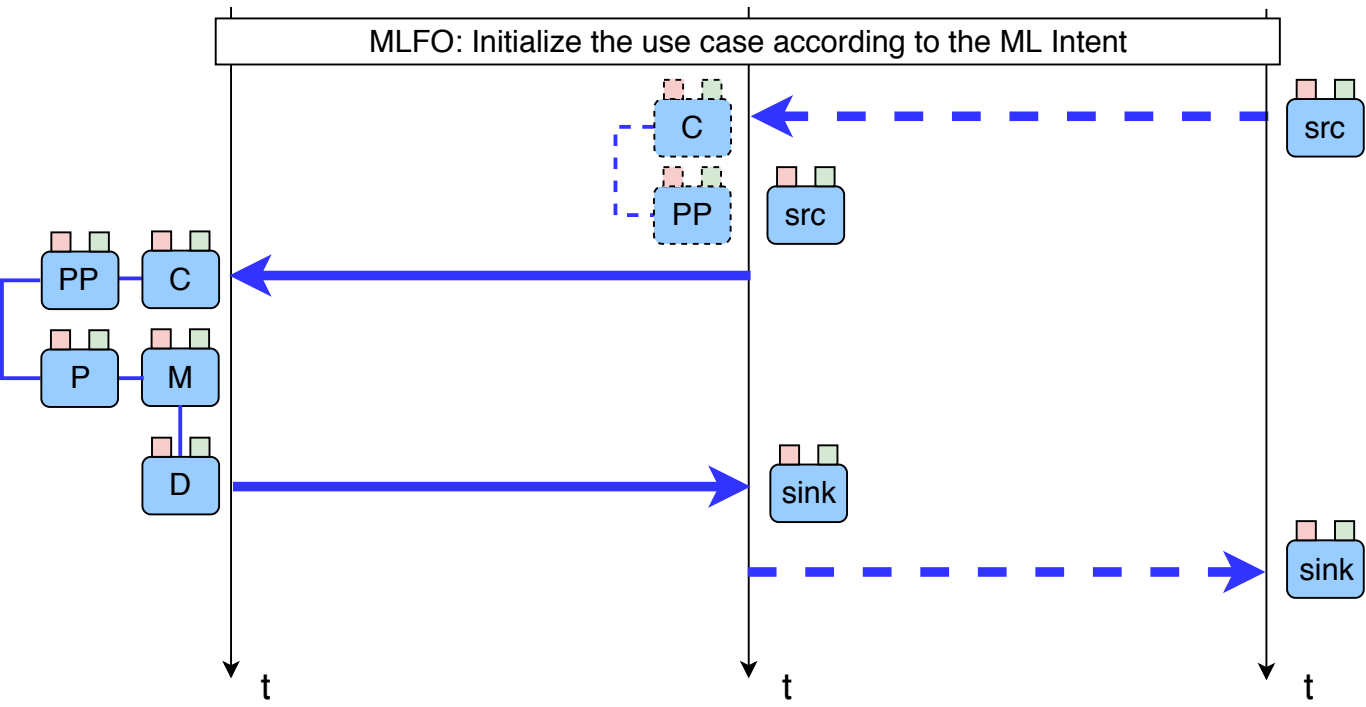 MLFO: Initialize the use case according to the ML Intent
C
src
PP
src
PP
C
P
M
D
sink
sink
t
t
t